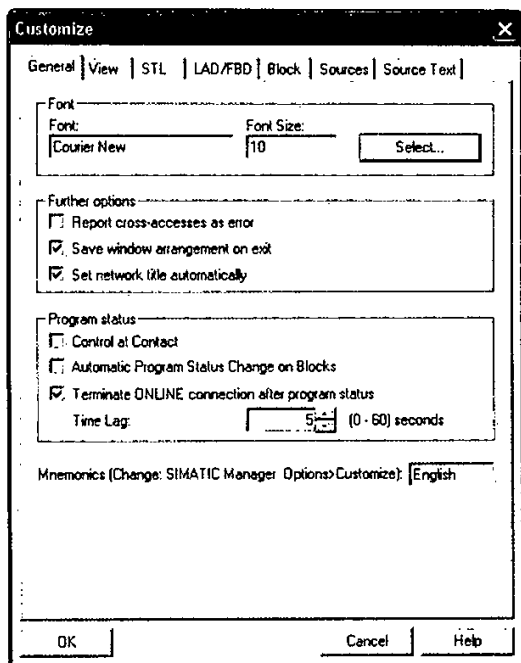 Customize
General View STL LAD/FBD Block Sources Source Text
Font
Font: Font Size:
Courier New 10 Select...
Further options
Report cross-accesses as error
Save window arrangement on exit
Set network title automatically
Program status
Control at Contact
Automatic Program Status Change on Blocks
Terminate ONLINE connection after program status
Time Lag: 5 (0 - 60) seconds
Mnemonics (Change: SIMATIC Manager Options>Customize): English
OK Cancel Help